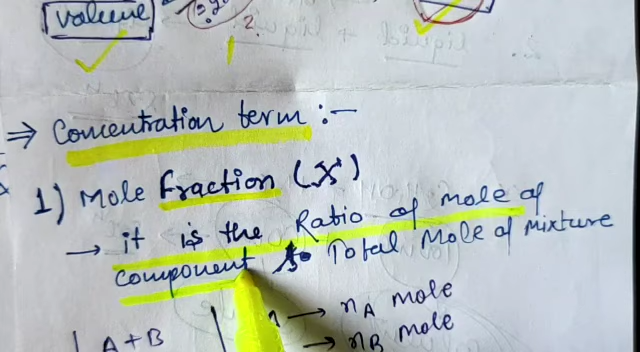 volume
⇒ Concentration term :-
1) Mole fraction (X)
→ it is the Ratio of mole of
component to Total Mole of mixture
→ nA mole
A+B → nB mole